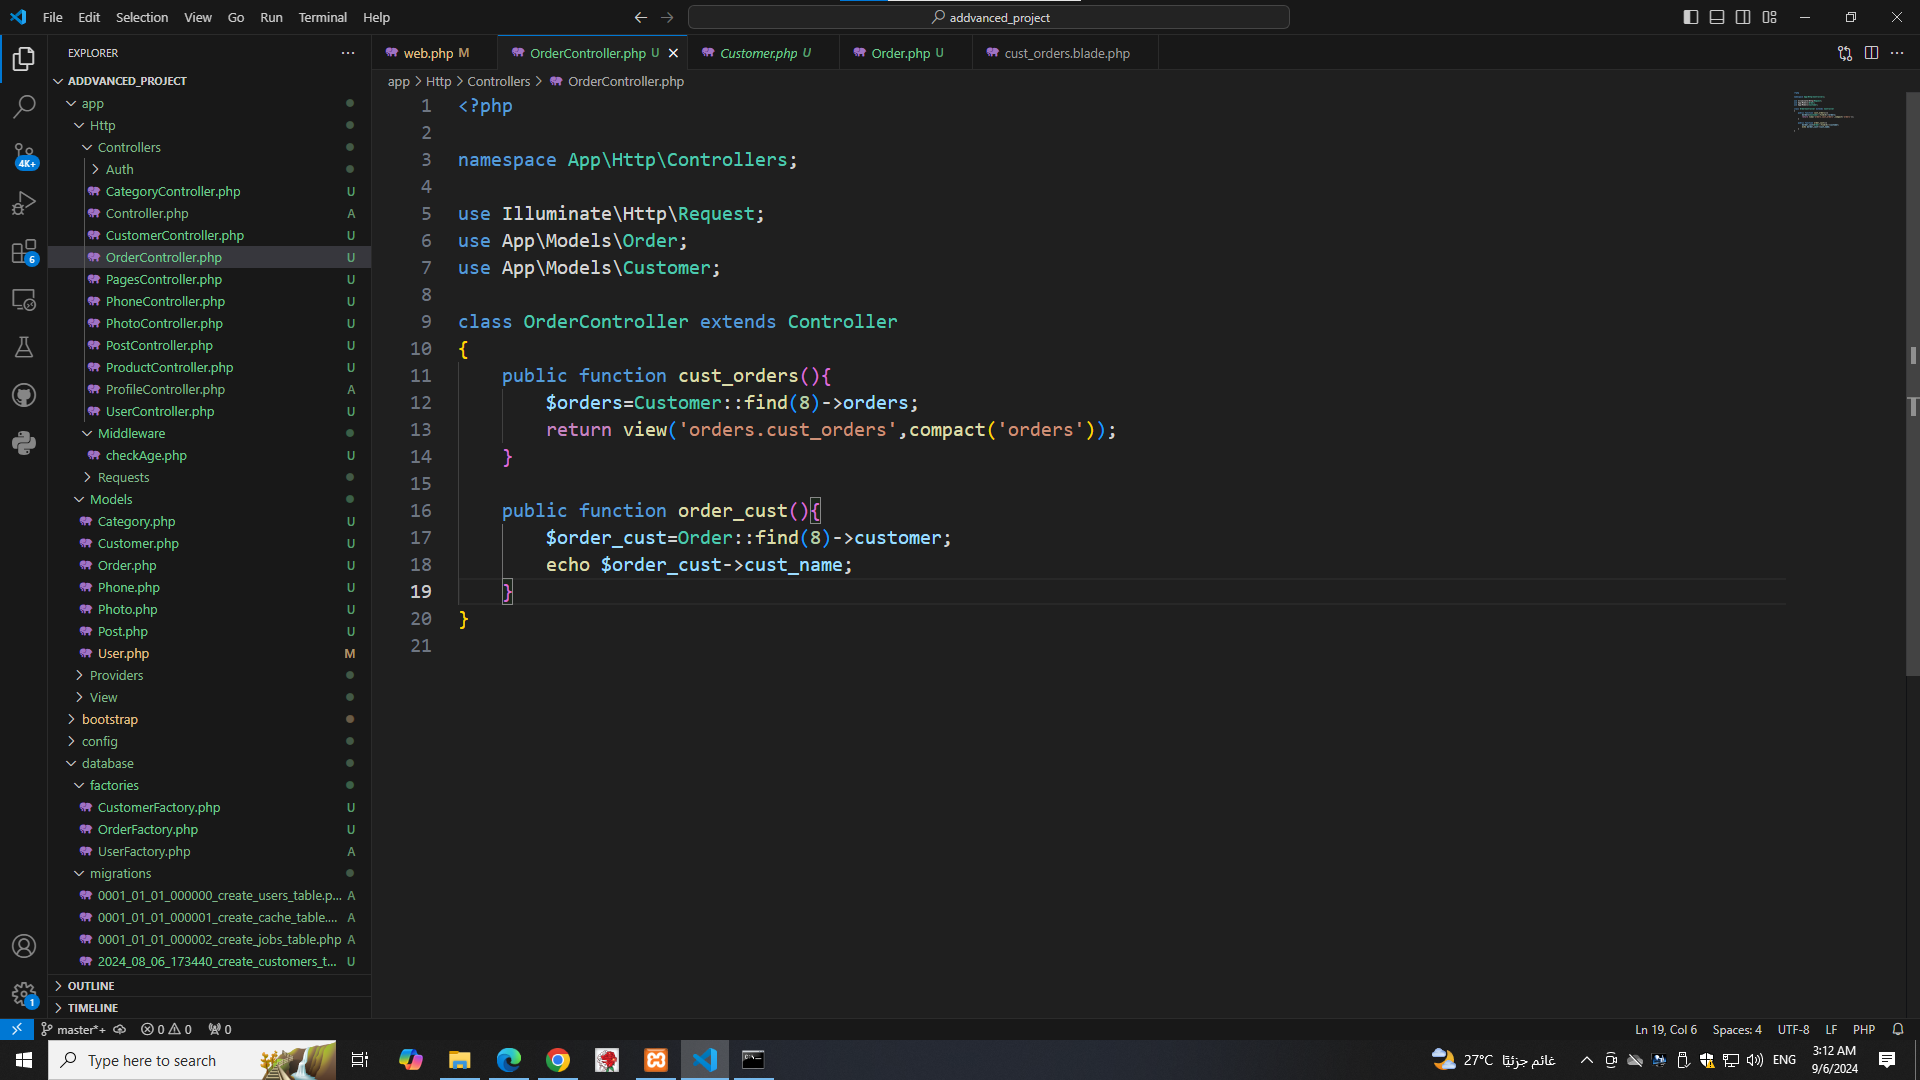 File Edit Selection View Go Run Terminal Help
addvanced_project
EXPLORER
ADDVANCED_PROJECT
app
Http
Controllers
Auth
CategoryController.php U
Controller.php A
CustomerController.php U
OrderController.php U
PagesController.php U
PhoneController.php U
PhotoController.php U
PostController.php U
ProductController.php U
ProfileController.php A
UserController.php U
Middleware
checkAge.php U
Requests
Models
Category.php U
Customer.php U
Order.php U
Phone.php U
Photo.php U
Post.php U
User.php M
Providers
View
bootstrap
config
database
factories
CustomerFactory.php U
OrderFactory.php U
UserFactory.php A
migrations
0001_01_01_000000_create_users_table.p... A
0001_01_01_000001_create_cache_table.... A
0001_01_01_000002_create_jobs_table.php A
2024_08_06_173440_create_customers_t... U
OUTLINE
TIMELINE
4K+
6
1
web.php M
OrderController.php U
Customer.php U
Order.php U
cust_orders.blade.php
app > Http > Controllers > OrderController.php
1 <?php
2
3 namespace App\Http\Controllers;
4
5 use Illuminate\Http\Request;
6 use App\Models\Order;
7 use App\Models\Customer;
8
9 class OrderController extends Controller
10 {
11 public function cust_orders(){
12 $orders=Customer::find(8)->orders;
13 return view('orders.cust_orders',compact('orders'));
14 }
15
16 public function order_cust(){
17 $order_cust=Order::find(8)->customer;
18 echo $order_cust->cust_name;
19 }
20 }
21
master*+ 0 0 0
Ln 19, Col 6 Spaces: 4 UTF-8 LF PHP
Type here to search
27°C غائم جزئيًا
ENG
3:12 AM
9/6/2024